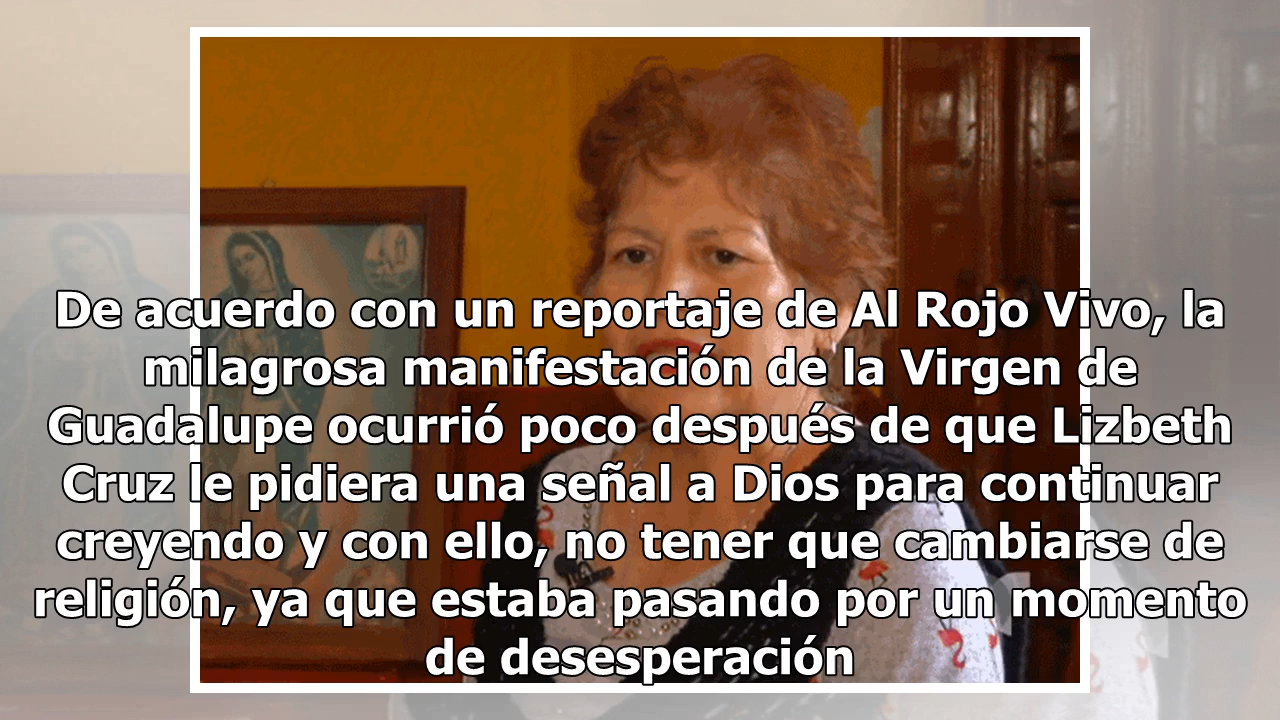 De acuerdo con un reportaje de Al Rojo Vivo, la
milagrosa manifestación de la Virgen de
Guadalupe ocurrió poco después de que Lizbeth
Cruz le pidiera una señal a Dios para continuar
creyendo y con ello, no tener que cambiarse de
religión, ya que estaba pasando por un momento
de desesperación